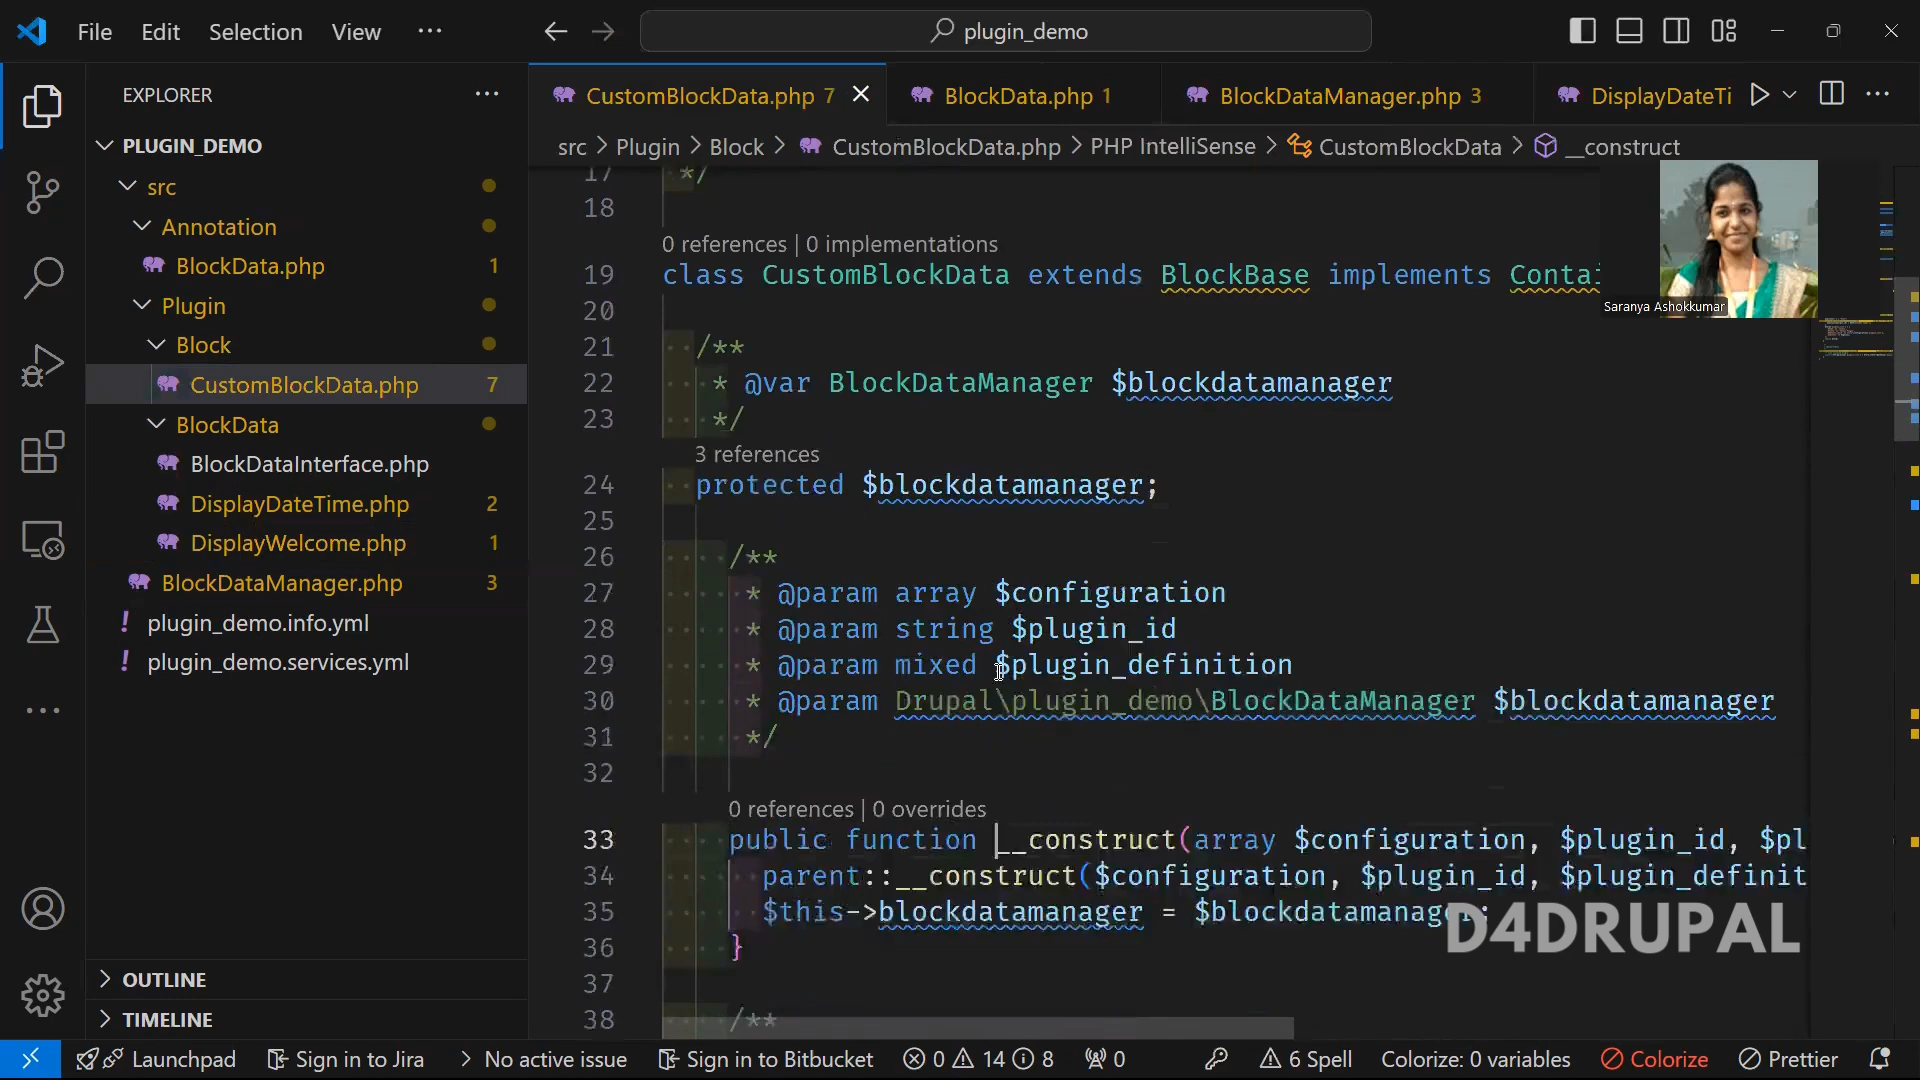 File Edit Selection View ···
plugin_demo
EXPLORER ···
CustomBlockData.php 7
BlockData.php 1
BlockDataManager.php 3
DisplayDateTi
src > Plugin > Block > CustomBlockData.php > PHP IntelliSense > CustomBlockData > __construct
PLUGIN_DEMO
src
Annotation
BlockData.php 1
Plugin
Block
CustomBlockData.php 7
BlockData
BlockDataInterface.php
DisplayDateTime.php 2
DisplayWelcome.php 1
BlockDataManager.php 3
! plugin_demo.info.yml
! plugin_demo.services.yml
OUTLINE
TIMELINE
17 */
18
0 references | 0 implementations
19 class CustomBlockData extends BlockBase implements Contai
20
21 /**
22 * @var BlockDataManager $blockdatamanager
23 */
3 references
24 protected $blockdatamanager;
25
26 /**
27 * @param array $configuration
28 * @param string $plugin_id
29 * @param mixed $plugin_definition
30 * @param Drupal\plugin_demo\BlockDataManager $blockdatamanager
31 */
32
0 references | 0 overrides
33 public function __construct(array $configuration, $plugin_id, $pl
34 parent::__construct($configuration, $plugin_id, $plugin_definit
35 $this->blockdatamanager = $blockdatamanager;
36 }
37
38 /**
Saranya Ashokkumar
D4DRUPAL
Launchpad Sign in to Jira > No active issue Sign in to Bitbucket 0 14 8 0 6 Spell Colorize: 0 variables Colorize Prettier